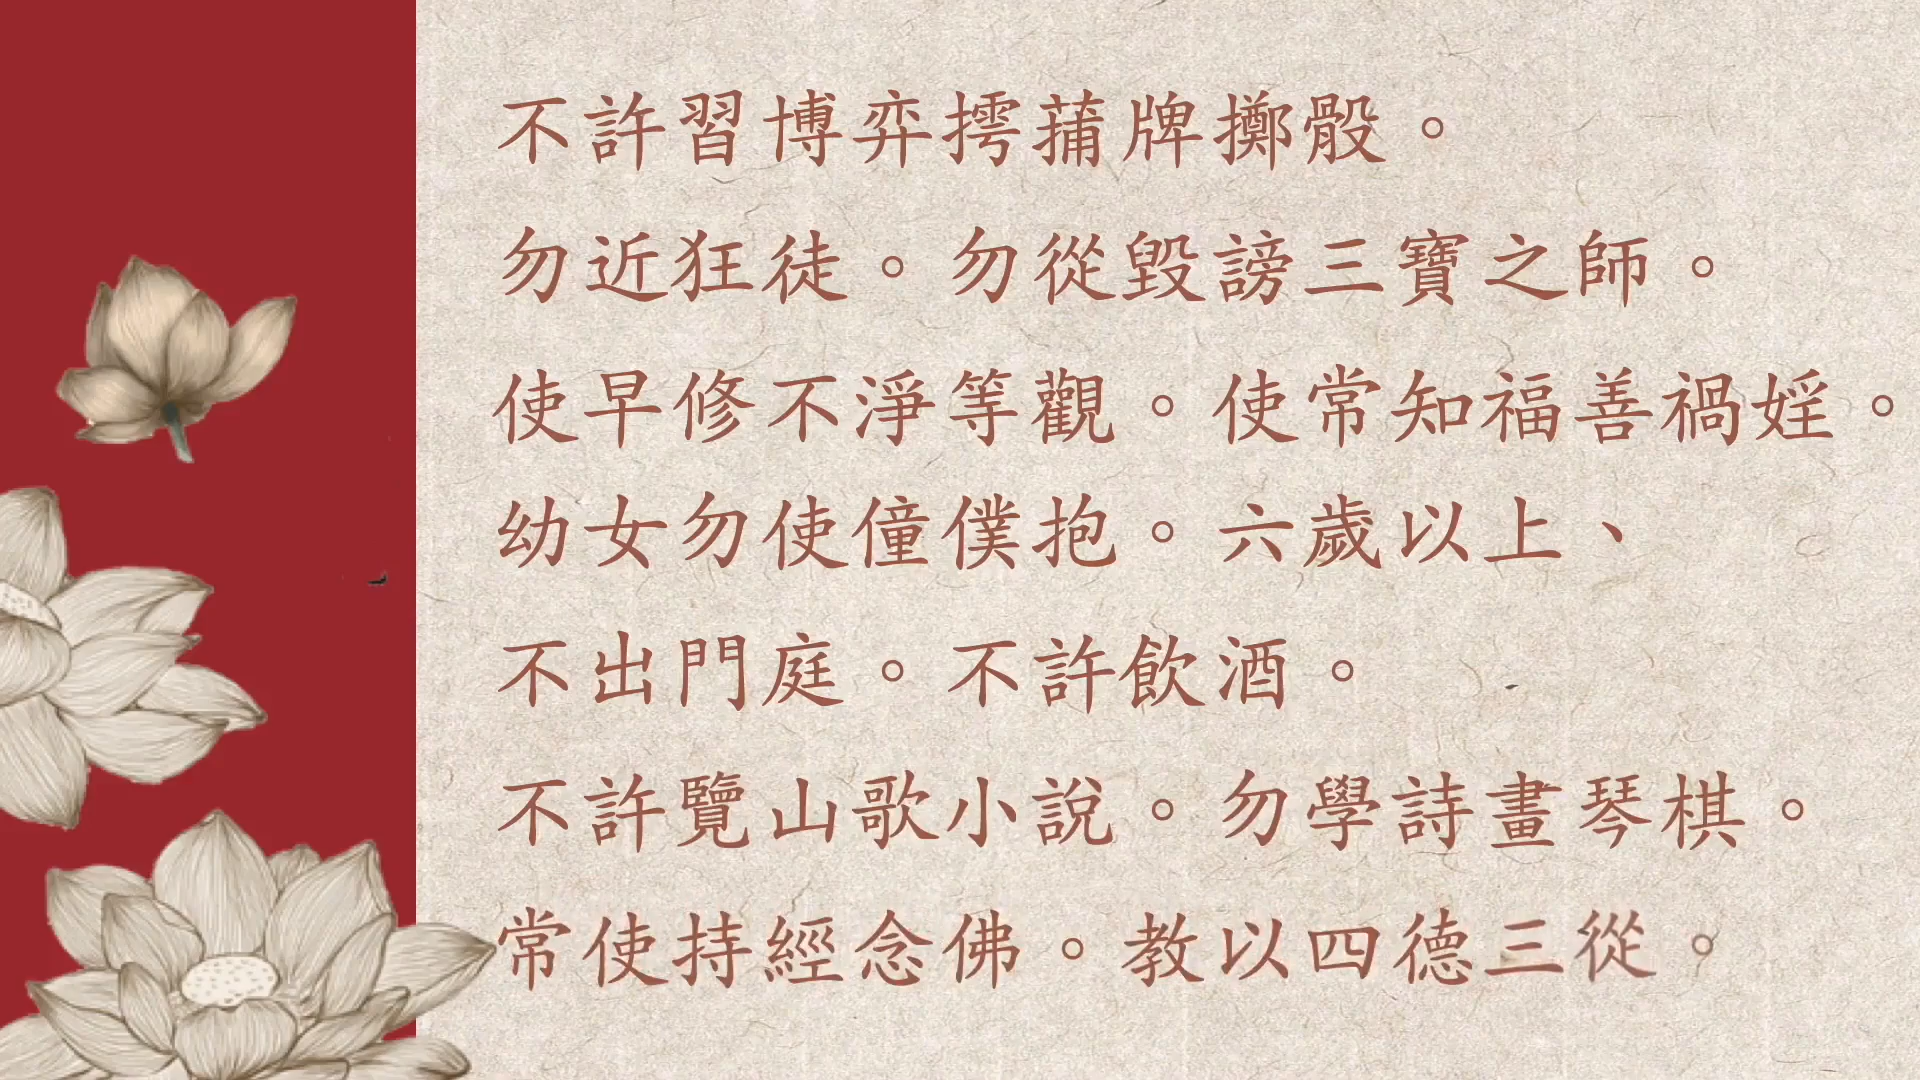 不許習博弈摴蒱牌擲骰。
勿近狂徒。勿從毀謗三寶之師。
使早修不淨等觀。使常知福善禍婬。
幼女勿使僮僕抱。六歲以上、
不出門庭。不許飲酒。
不許覽山歌小說。勿學詩畫琴棋。
常使持經念佛。教以四德三從。